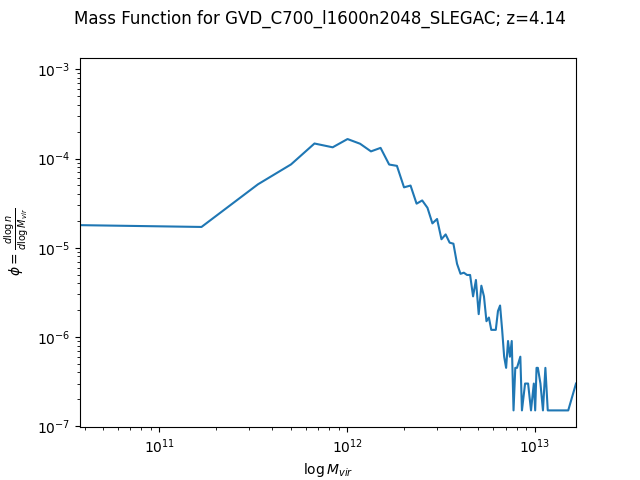 Mass Function for GVD_C700_l1600n2048_SLEGAC; z=4.14
10⁻³
10⁻⁴
10⁻⁵
10⁻⁶
10⁻⁷
ϕ = d log n / d log M_vir
10¹¹ 10¹² 10¹³
log M_vir